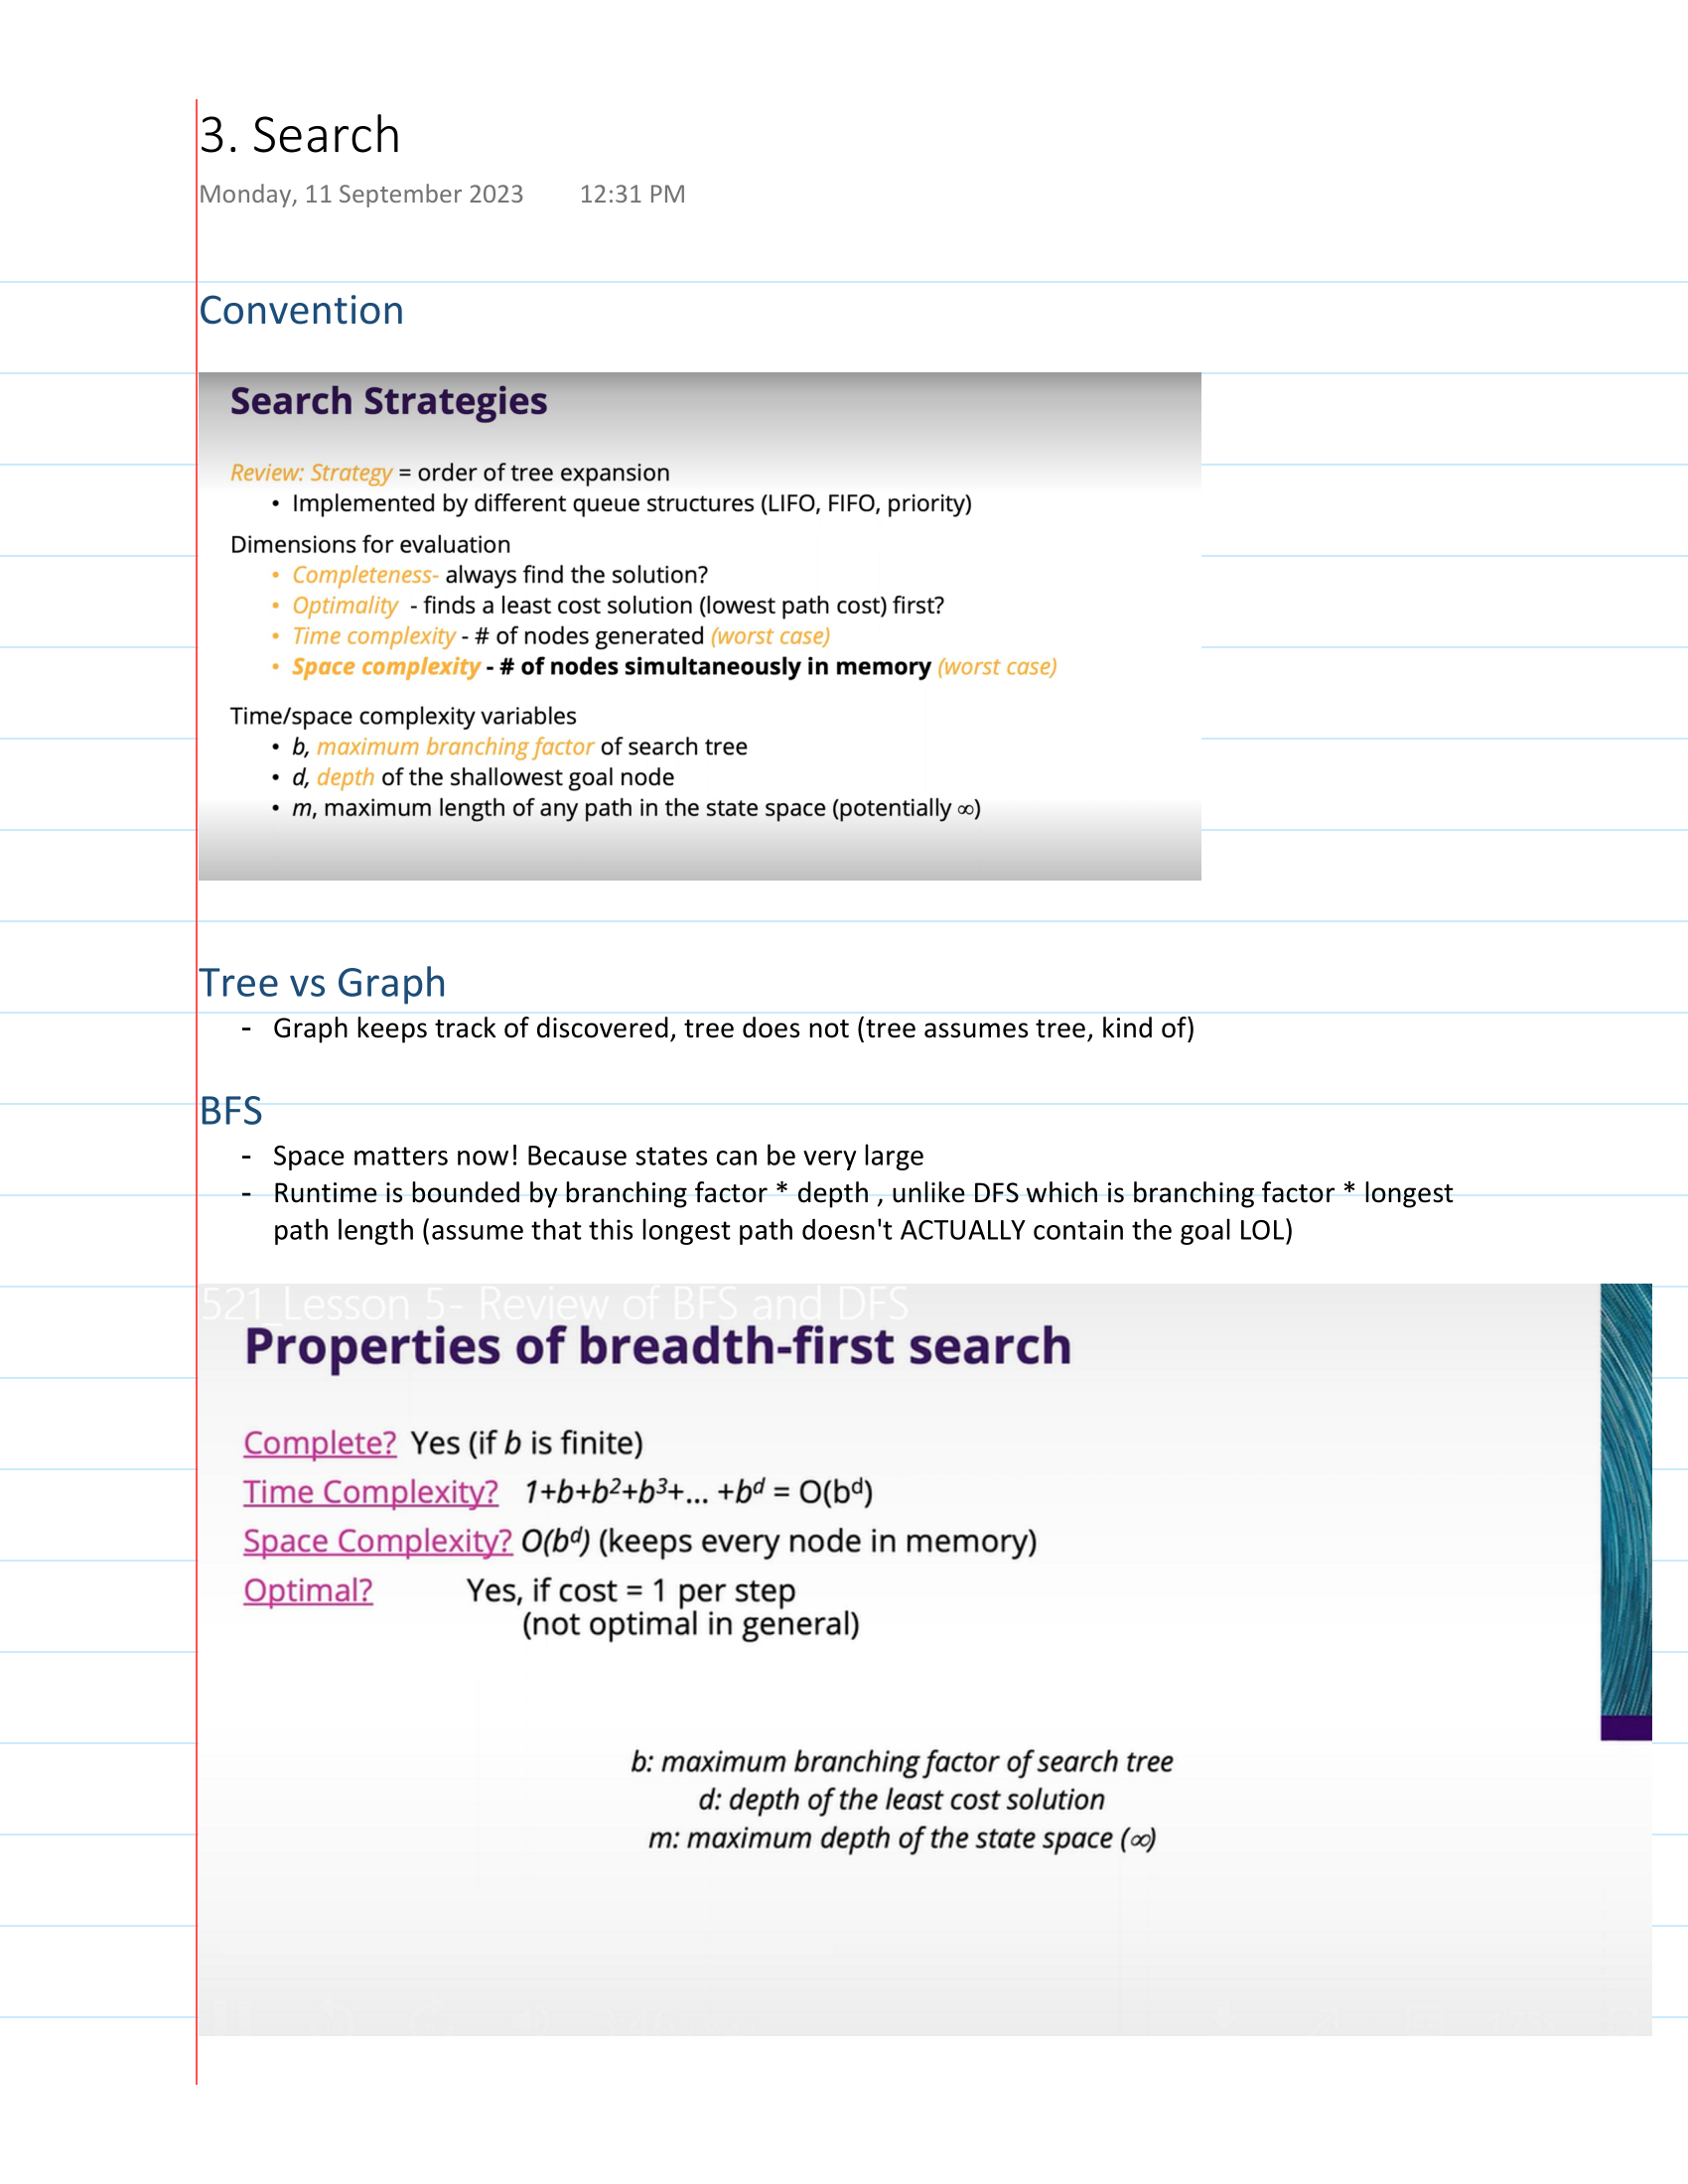 3. Search
Monday, 11 September 2023 12:31 PM
Convention
Search Strategies
Review: Strategy = order of tree expansion
• Implemented by different queue structures (LIFO, FIFO, priority)
Dimensions for evaluation
• Completeness- always find the solution?
• Optimality - finds a least cost solution (lowest path cost) first?
• Time complexity - # of nodes generated (worst case)
• Space complexity - # of nodes simultaneously in memory (worst case)
Time/space complexity variables
• b, maximum branching factor of search tree
• d, depth of the shallowest goal node
• m, maximum length of any path in the state space (potentially ∞)
Tree vs Graph
- Graph keeps track of discovered, tree does not (tree assumes tree, kind of)
BFS
- Space matters now! Because states can be very large
- Runtime is bounded by branching factor * depth , unlike DFS which is branching factor * longest
path length (assume that this longest path doesn't ACTUALLY contain the goal LOL)
521_Lesson 5- Review of BFS and DFS
Properties of breadth-first search
Complete? Yes (if b is finite)
Time Complexity? 1+b+b²+b³+... +bᵈ = O(bᵈ)
Space Complexity? O(bᵈ) (keeps every node in memory)
Optimal? Yes, if cost = 1 per step
(not optimal in general)
b: maximum branching factor of search tree
d: depth of the least cost solution
m: maximum depth of the state space (∞)